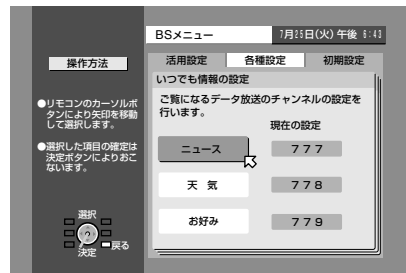 BSメニュー
7月25日(火) 午後 6:43
操作方法
●リモコンのカーソルボ
タンにより矢印を移動
して選択します。
●選択した項目の確定は
決定ボタンによりおこ
ないます。
選択
戻る
決定
活用設定 各種設定 初期設定
いつでも情報の設定
ご覧になるデータ放送のチャンネルの設定を
行います。
現在の設定
ニュース 777
天 気 778
お好み 779